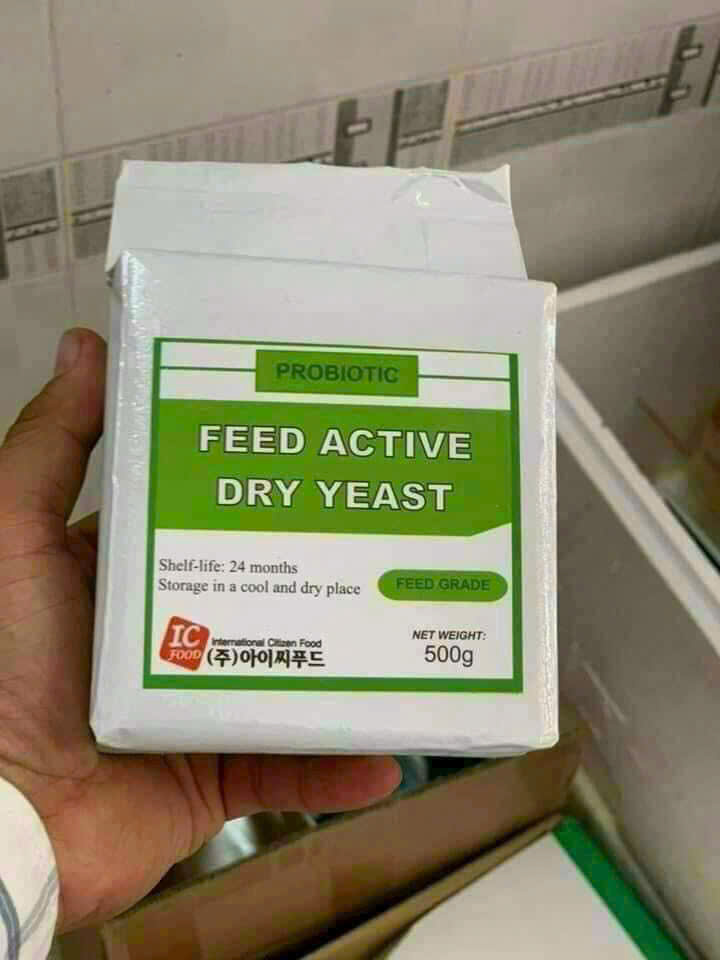 PROBIOTIC
FEED ACTIVE
DRY YEAST
Shelf-life: 24 months
Storage in a cool and dry place
FEED GRADE
IC
FOOD
International Citizen Food
(주)아이씨푸드
NET WEIGHT:
500g